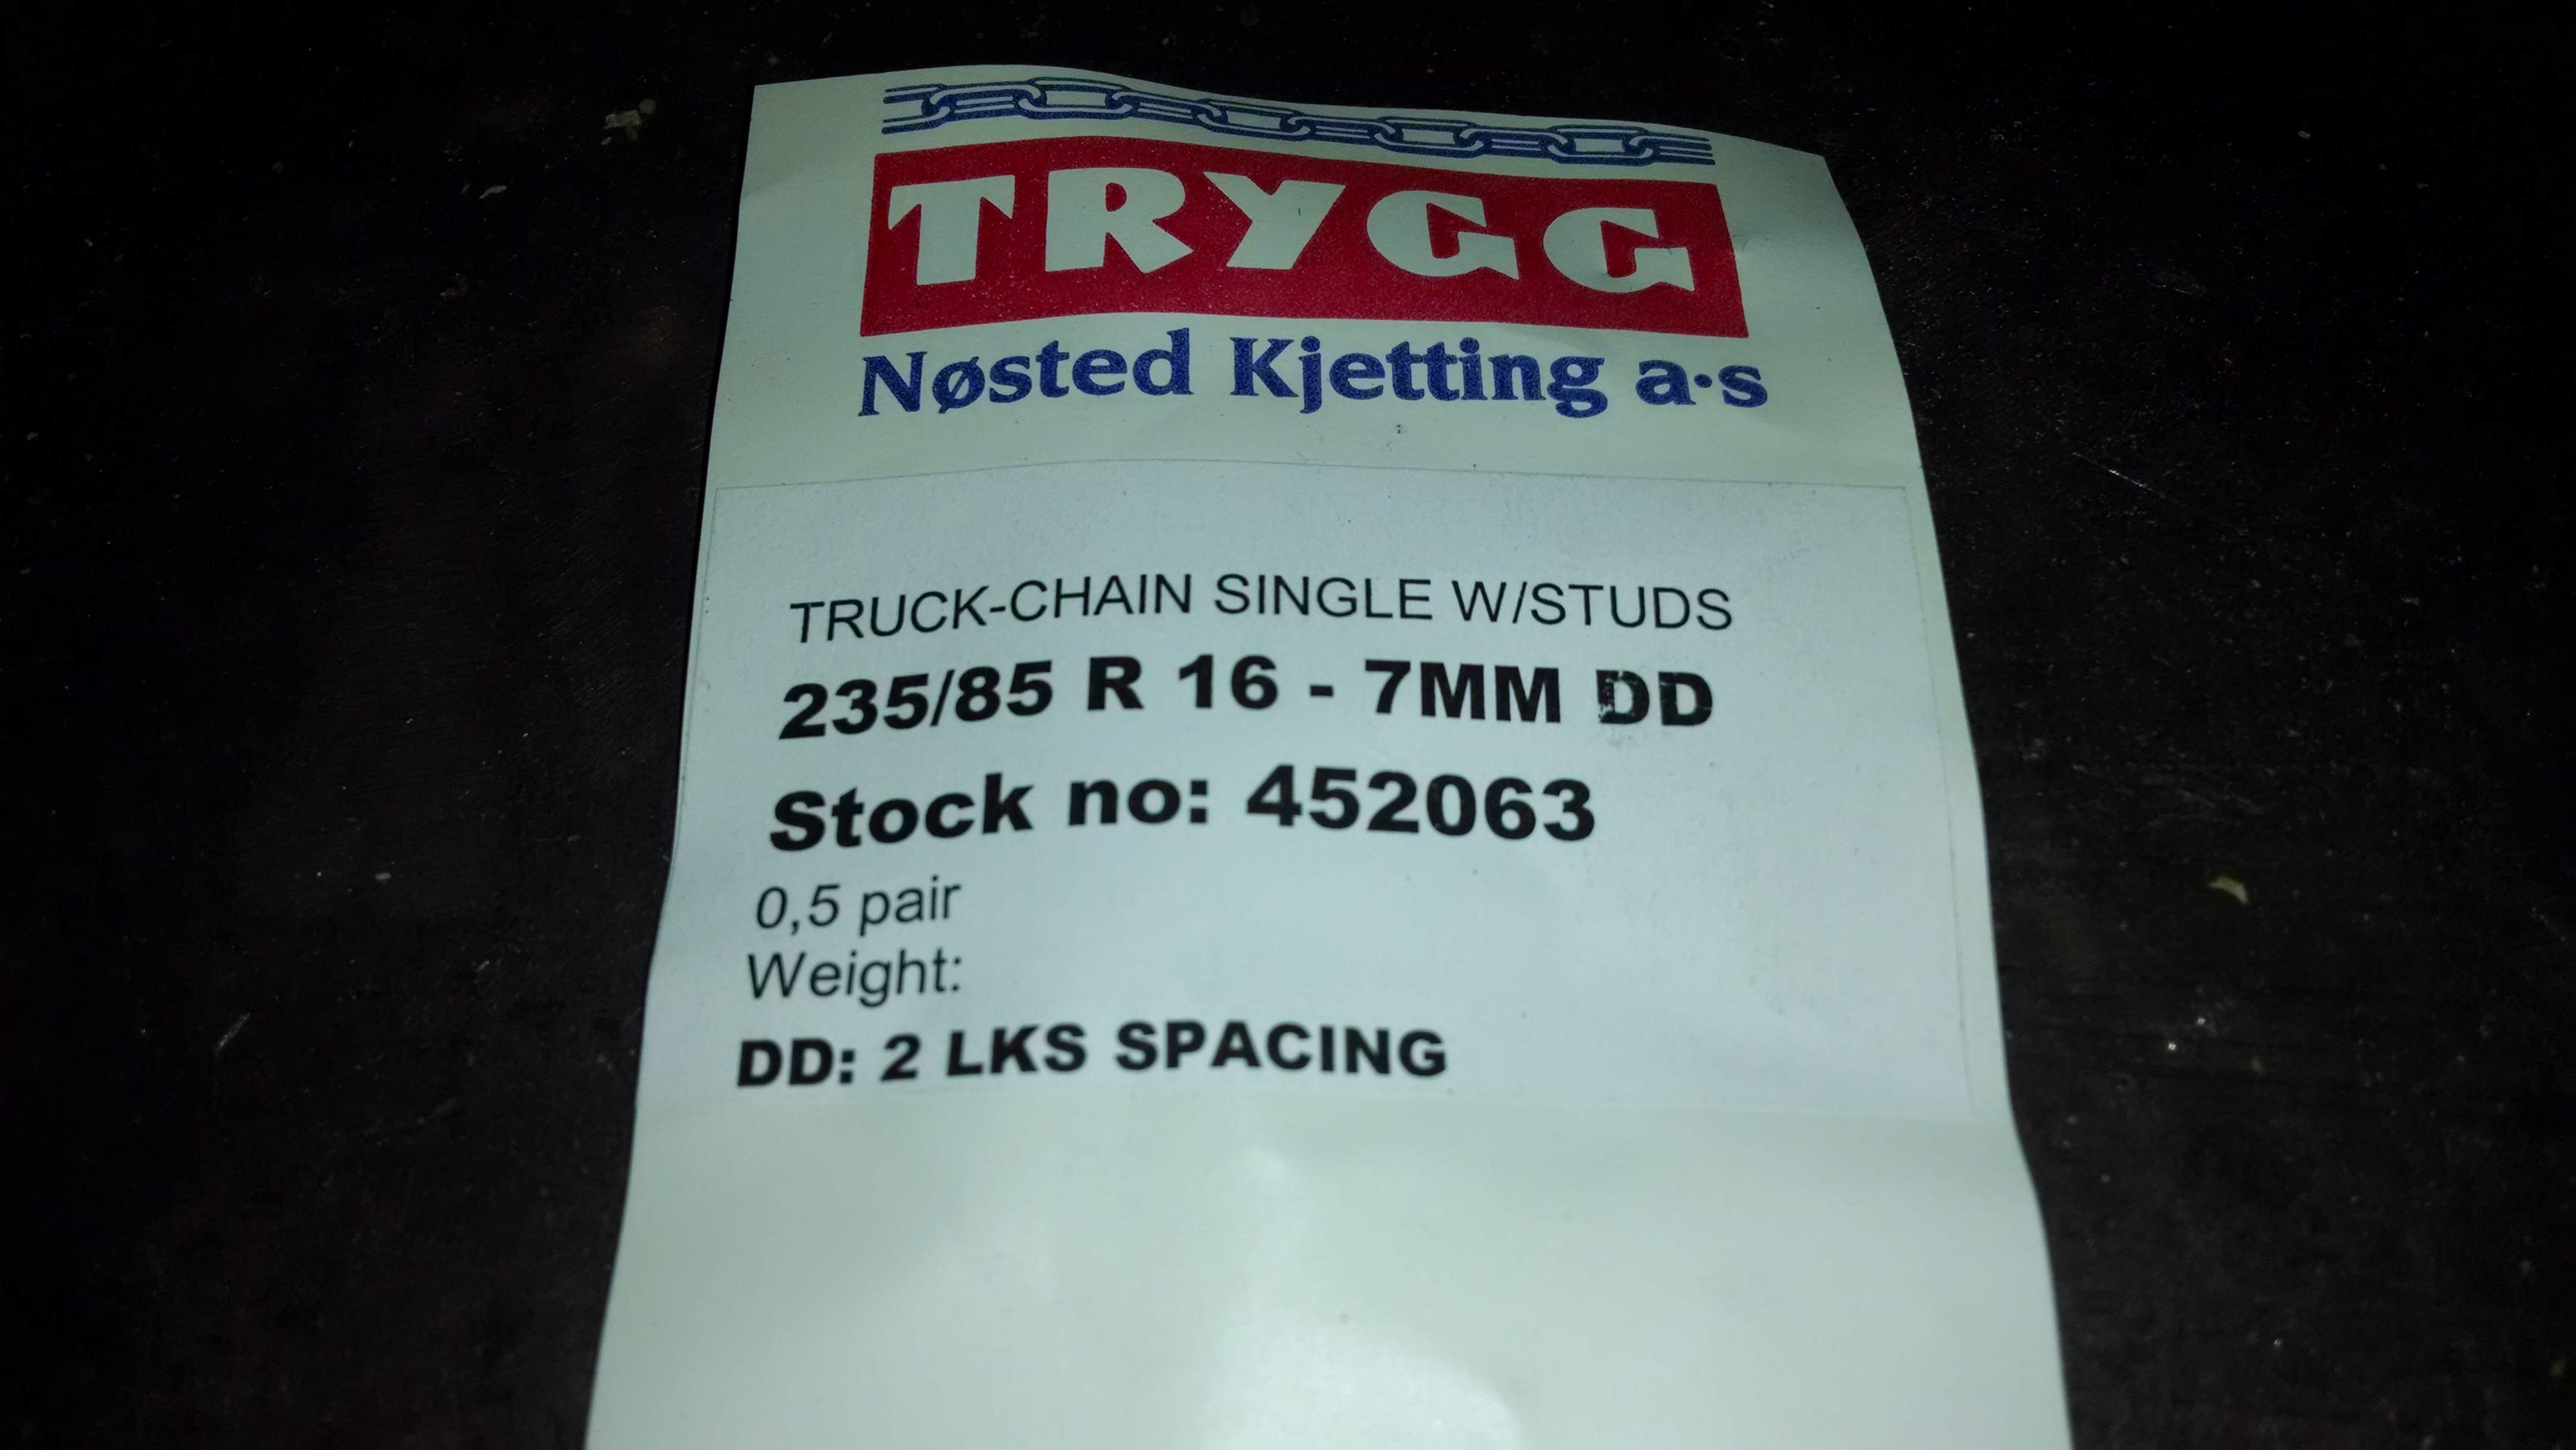 TRYGG
Nøsted Kjetting a·s
TRUCK-CHAIN SINGLE W/STUDS
235/85 R 16 - 7MM DD
Stock no: 452063
0,5 pair
Weight:
DD: 2 LKS SPACING